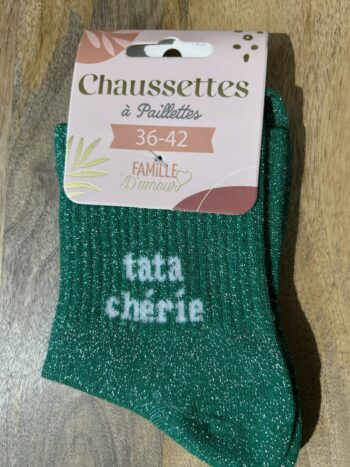 Chaussettes
à Paillettes
36-42
FAMiLLE
D'amour
tata
chérie